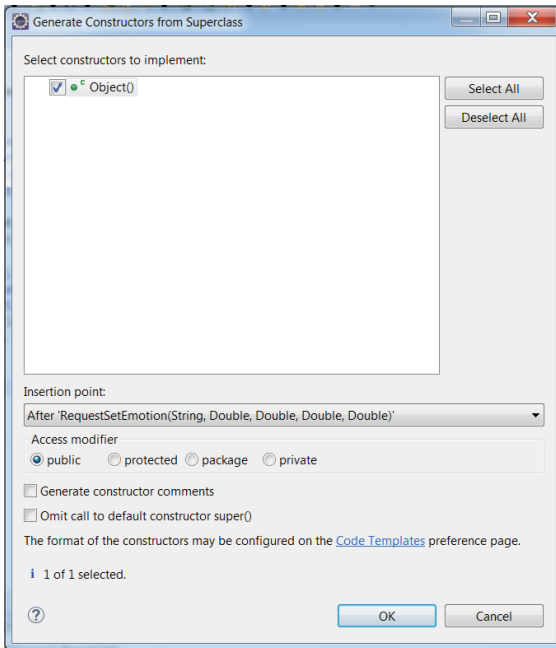 Generate Constructors from Superclass
Select constructors to implement:
c Object()
Select All
Deselect All
Insertion point:
After 'RequestSetEmotion(String, Double, Double, Double, Double)'
Access modifier
public protected package private
Generate constructor comments
Omit call to default constructor super()
The format of the constructors may be configured on the Code Templates preference page.
i 1 of 1 selected.
?
OK Cancel